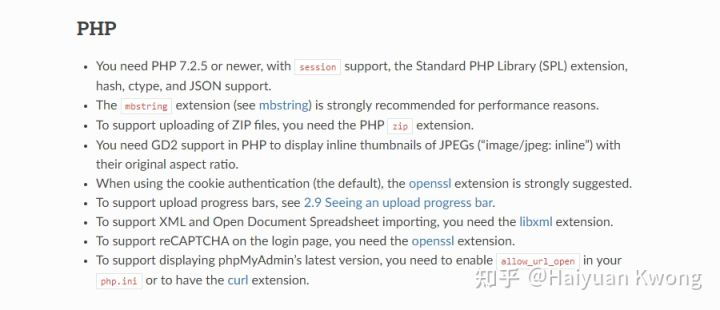 PHP
You need PHP 7.2.5 or newer, with session support, the Standard PHP Library (SPL) extension,
hash, ctype, and JSON support.
The mbstring extension (see mbstring) is strongly recommended for performance reasons.
To support uploading of ZIP files, you need the PHP zip extension.
You need GD2 support in PHP to display inline thumbnails of JPEGs (“image/jpeg: inline”) with
their original aspect ratio.
When using the cookie authentication (the default), the openssl extension is strongly suggested.
To support upload progress bars, see 2.9 Seeing an upload progress bar.
To support XML and Open Document Spreadsheet importing, you need the libxml extension.
To support reCAPTCHA on the login page, you need the openssl extension.
To support displaying phpMyAdmin’s latest version, you need to enable allow_url_open in your
php.ini or to have the curl extension.
知乎 @Haiyuan Kwong